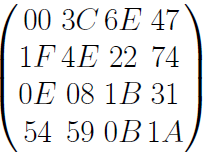 00 3C 6E 47
1F 4E 22 74
0E 08 1B 31
54 59 0B 1A